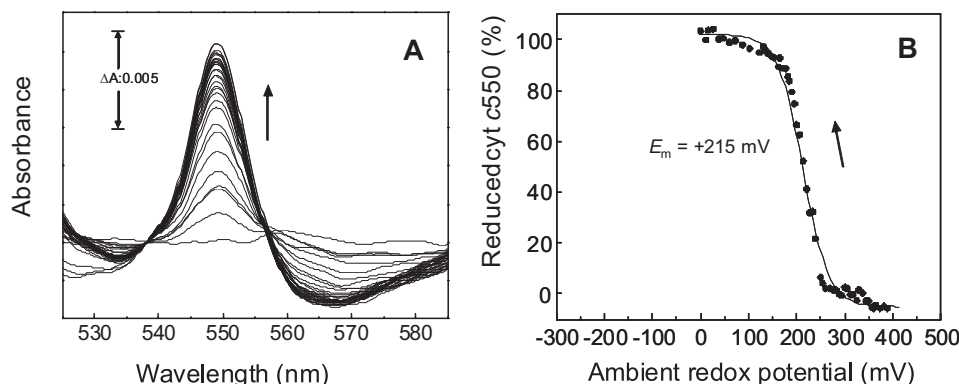 A
ΔA:0.005
Absorbance
530 540 550 560 570 580
Wavelength (nm)
B
Reducedcyt c550 (%)
100
80
60
40
20
0
Em = +215 mV
-300 -200 -100 0 100 200 300 400 500
Ambient redox potential (mV)